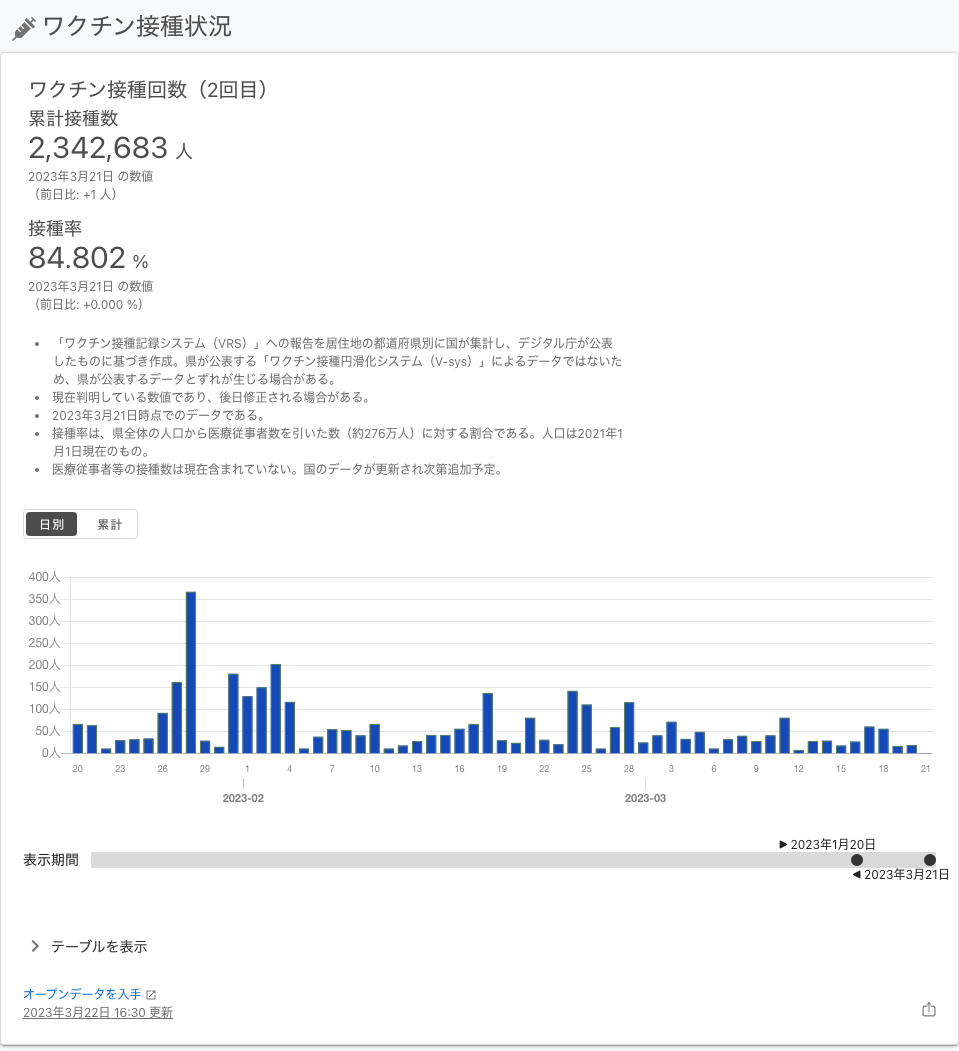 ワクチン接種状況
ワクチン接種回数（2回目）
累計接種数
2,342,683 人
2023年3月21日 の数値
（前日比: +1 人）
接種率
84.802 %
2023年3月21日 の数値
（前日比: +0.000 %）
• 「ワクチン接種記録システム（VRS）」への報告を居住地の都道府県別に国が集計し、デジタル庁が公表
したものに基づき作成。県が公表する「ワクチン接種円滑化システム（V-sys）」によるデータではないた
め、県が公表するデータとずれが生じる場合がある。
• 現在判明している数値であり、後日修正される場合がある。
• 2023年3月21日時点でのデータである。
• 接種率は、県全体の人口から医療従事者数を引いた数（約276万人）に対する割合である。人口は2021年1
月1日現在のもの。
• 医療従事者等の接種数は現在含まれていない。国のデータが更新され次第追加予定。
日別 累計
400人
350人
300人
250人
200人
150人
100人
50人
0人
20 23 26 29 1 4 7 10 13 16 19 22 25 28 3 6 9 12 15 18 21
2023-02 2023-03
2023年1月20日
表示期間
2023年3月21日
テーブルを表示
オープンデータを入手
2023年3月22日 16:30 更新